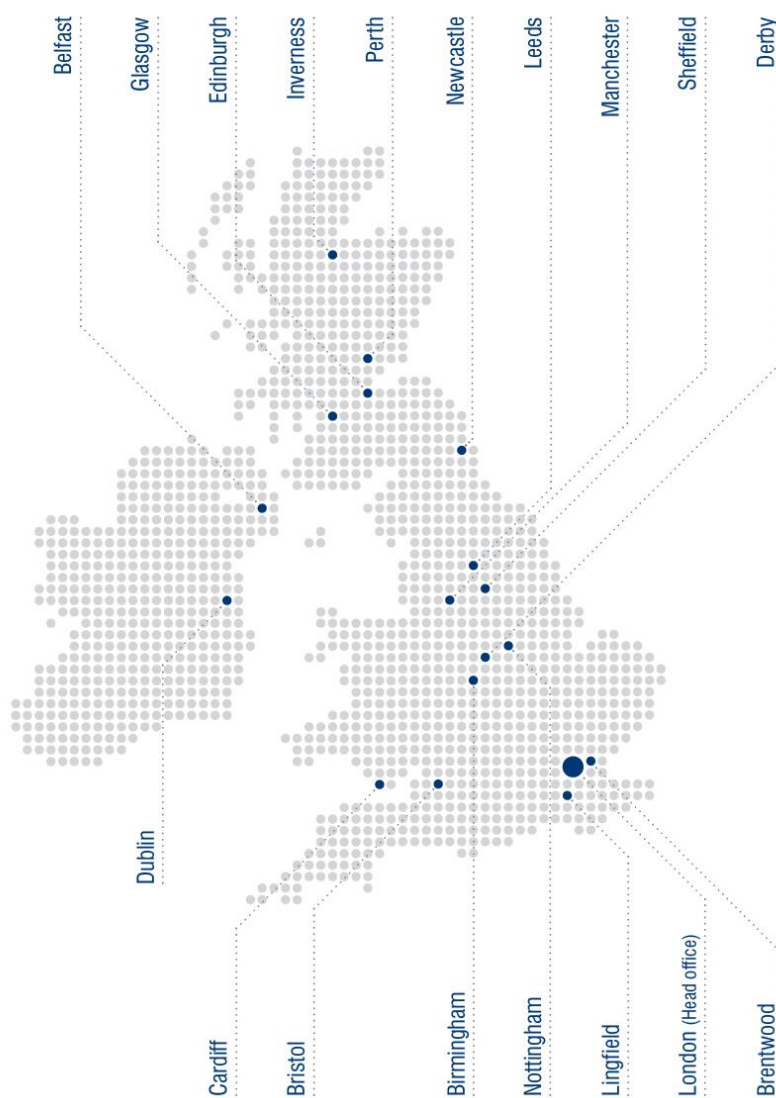 Belfast
Glasgow
Edinburgh
Inverness
Perth
Newcastle
Leeds
Manchester
Sheffield
Derby
Dublin
Cardiff
Bristol
Birmingham
Nottingham
Lingfield
London (Head office)
Brentwood